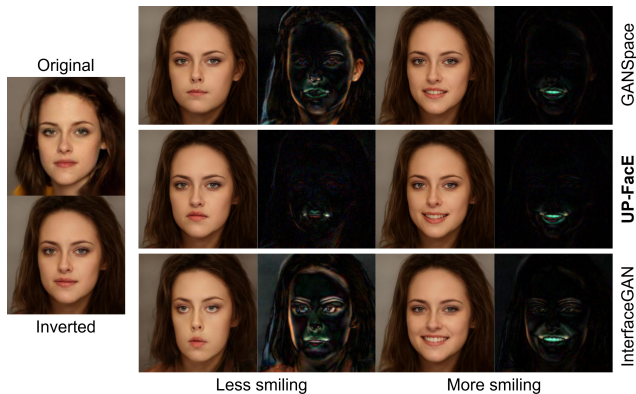 Original
Inverted
GANSpace
UP-FacE
InterfaceGAN
Less smiling
More smiling